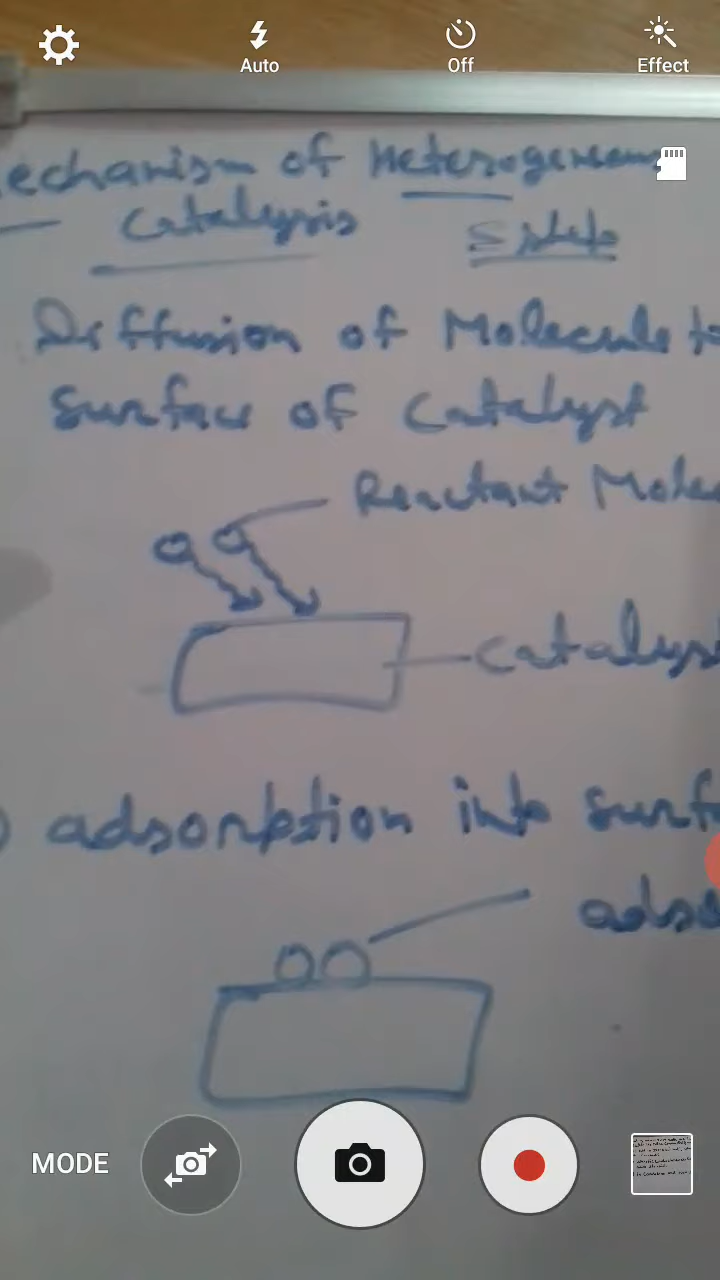 Auto Off Effect
echanism of Heterogeneous
Catalysis 5 step
Diffusion of Molecule to
Surface of Catalyst
Reactant Mole
Catalyst
) adsorption into surf
adso
MODE